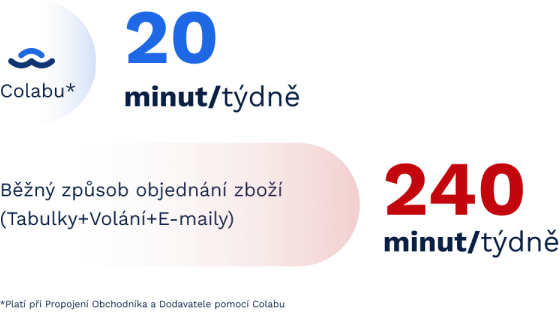 20
Colabu*
minut/týdně
Běžný způsob objednání zboží
(Tabulky+Volání+E-maily)
240
minut/týdně
*Platí při Propojení Obchodníka a Dodavatele pomocí Colabu